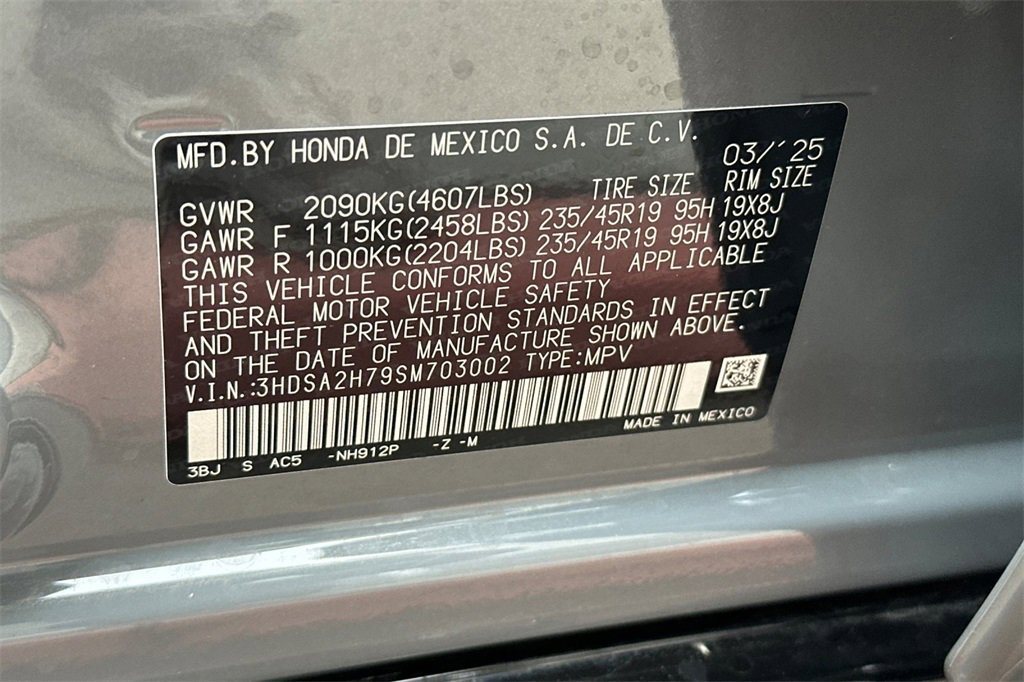 MFD.BY HONDA DE MEXICO S.A. DE C.V.
03/'25
GVWR 2090KG(4607LBS) TIRE SIZE RIM SIZE
GAWR F 1115KG(2458LBS) 235/45R19 95H 19X8J
GAWR R 1000KG(2204LBS) 235/45R19 95H 19X8J
THIS VEHICLE CONFORMS TO ALL APPLICABLE
FEDERAL MOTOR VEHICLE SAFETY
AND THEFT PREVENTION STANDARDS IN EFFECT
ON THE DATE OF MANUFACTURE SHOWN ABOVE.
V.I.N.:3HDSA2H79SM703002 TYPE:MPV
MADE IN MEXICO
3BJ S AC5 -NH912P -Z -M